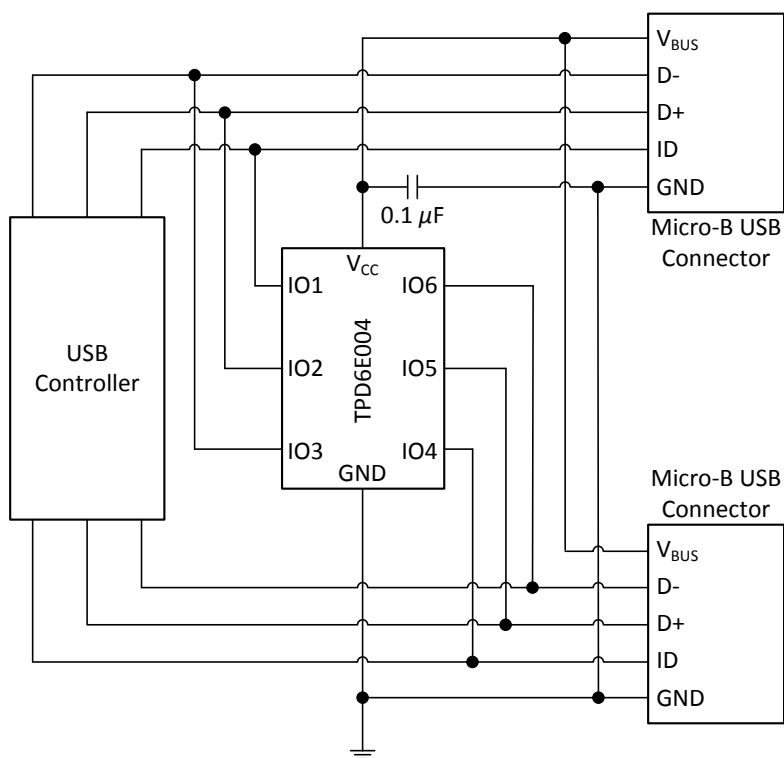 V_BUS
D-
D+
ID
GND
Micro-B USB
Connector
0.1 µF
V_CC
IO1
IO2
IO3
TPD6E004
IO6
IO5
IO4
GND
USB
Controller
Micro-B USB
Connector
V_BUS
D-
D+
ID
GND